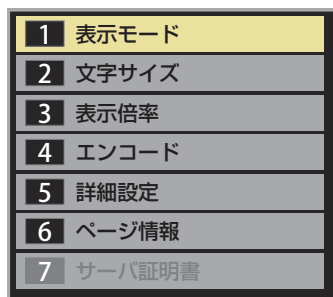 1 表示モード
2 文字サイズ
3 表示倍率
4 エンコード
5 詳細設定
6 ページ情報
7 サーバ証明書